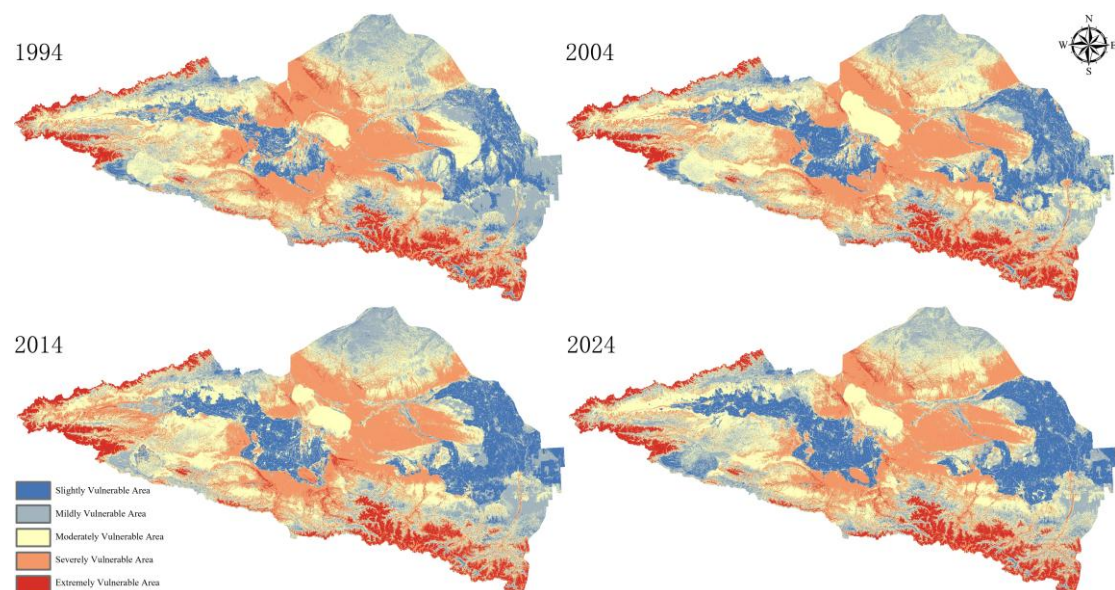 1994
2004
N
W E
S
2014
2024
Slightly Vulnerable Area
Mildly Vulnerable Area
Moderately Vulnerable Area
Severely Vulnerable Area
Extremely Vulnerable Area